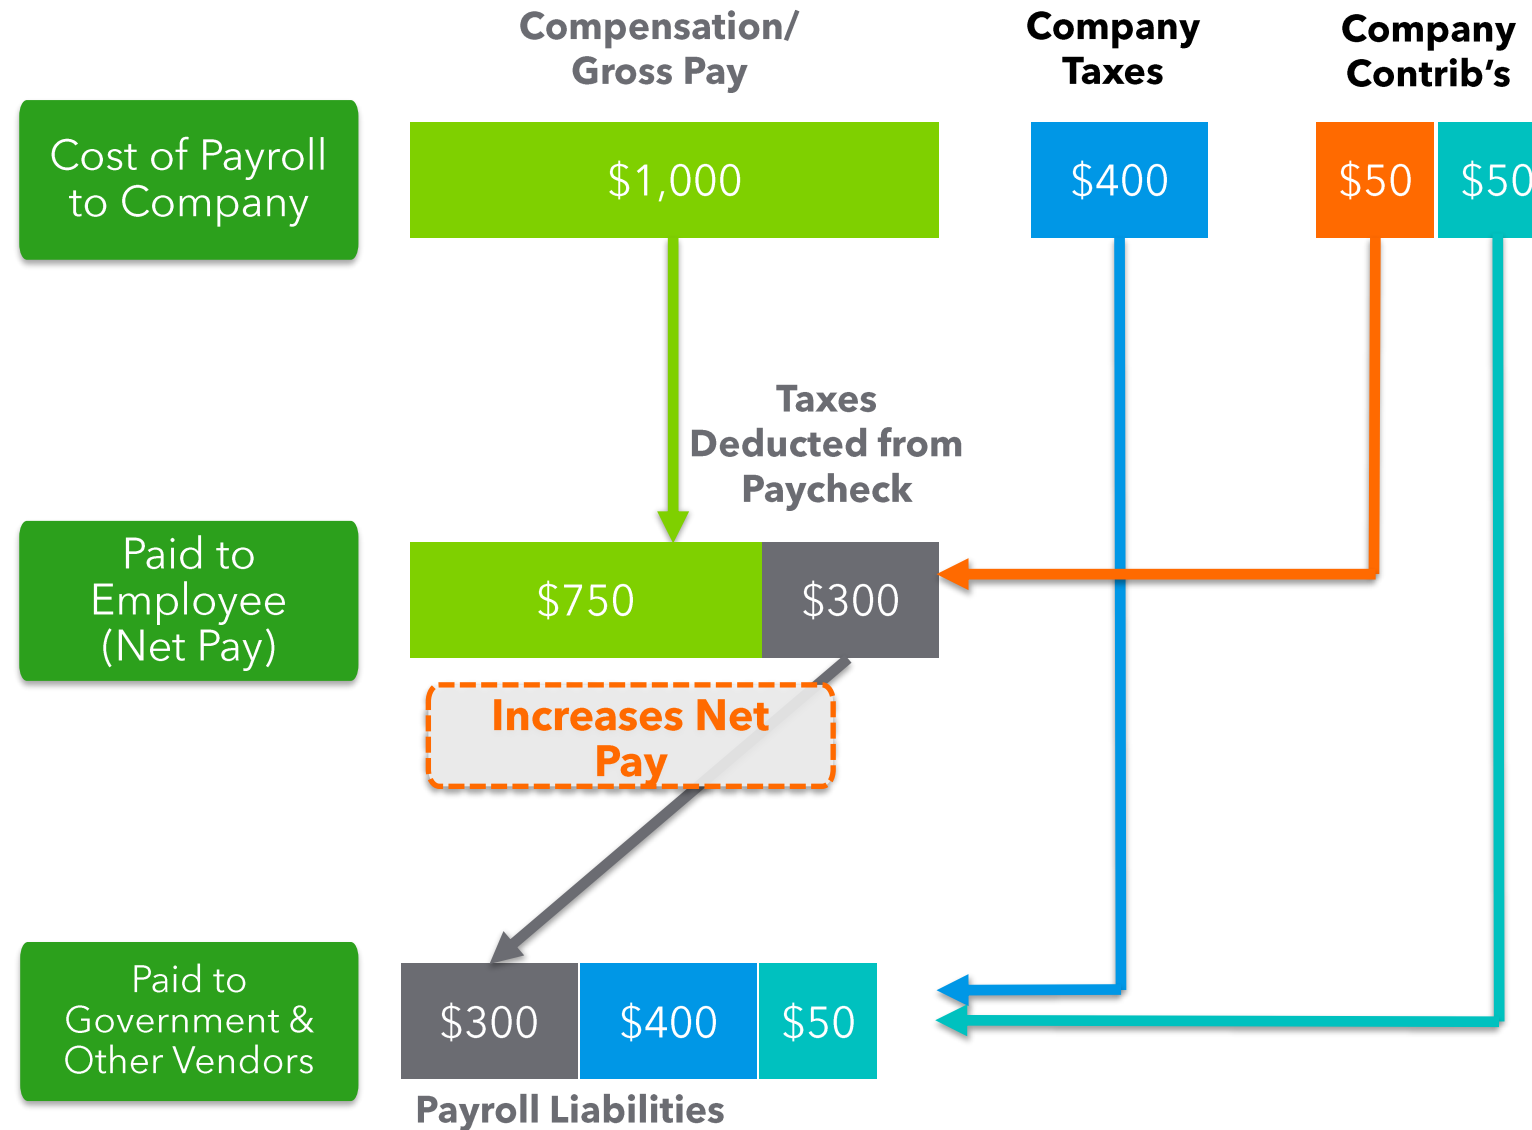 Compensation/
Gross Pay
Company
Taxes
Company
Contrib's
Cost of Payroll
to Company
$1,000
$400
$50
$50
Taxes
Deducted from
Paycheck
Paid to
Employee
(Net Pay)
$750
$300
Increases Net
Pay
Paid to
Government &
Other Vendors
$300
$400
$50
Payroll Liabilities